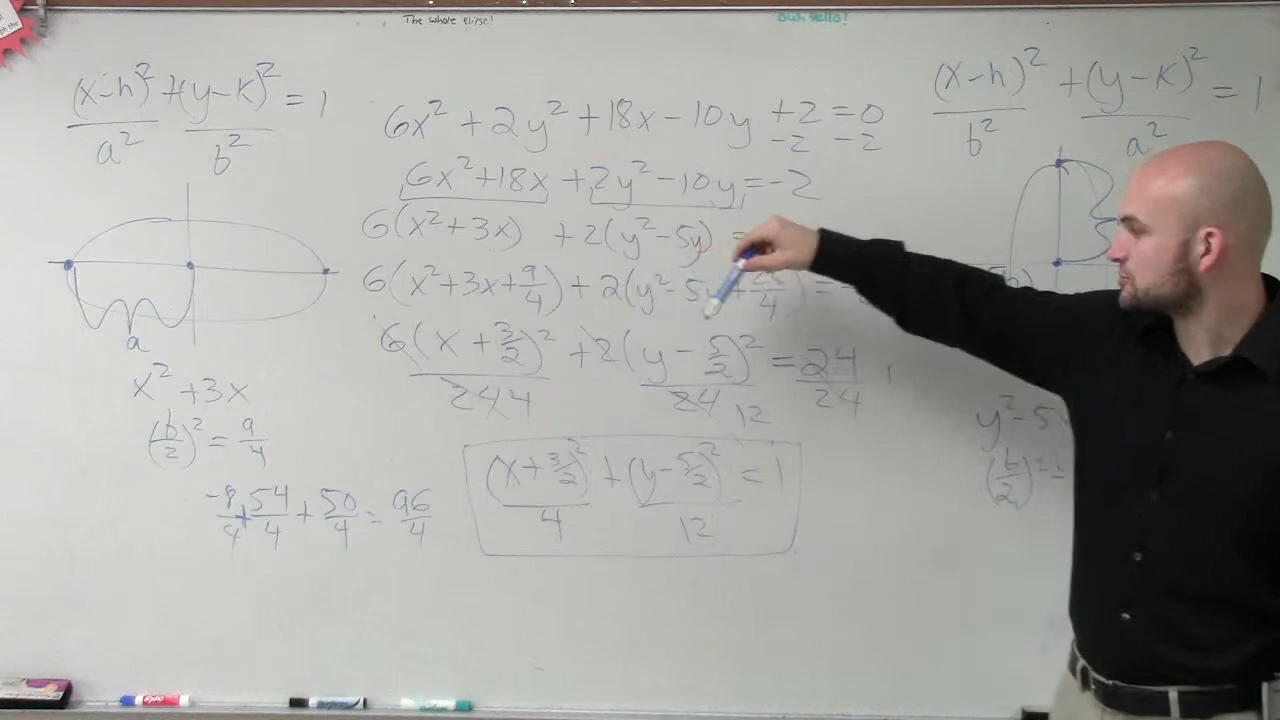 The whole elipse!
Duh Hello!
(x-h)² + (y-k)² = 1
a² b²
6x² + 2y² + 18x - 10y + 2 = 0
-2 -2
(x-h)² + (y-k)² = 1
b² a²
6x² + 18x + 2y² - 10y = -2
6(x² + 3x) + 2(y² - 5y) =
6(x² + 3x + 9/4) + 2(y² - 5y + /4) =
a
6(x + 3/2)² + 2(y - 5/2)² = 24
24 4 24 12 24
x² + 3x
(b/2)² = 9/4
y² - 5
(b/2)² =
(x + 3/2)² + (y - 5/2)² = 1
4 12
-8/4 + 54/4 + 50/4 = 96/4
EXPO